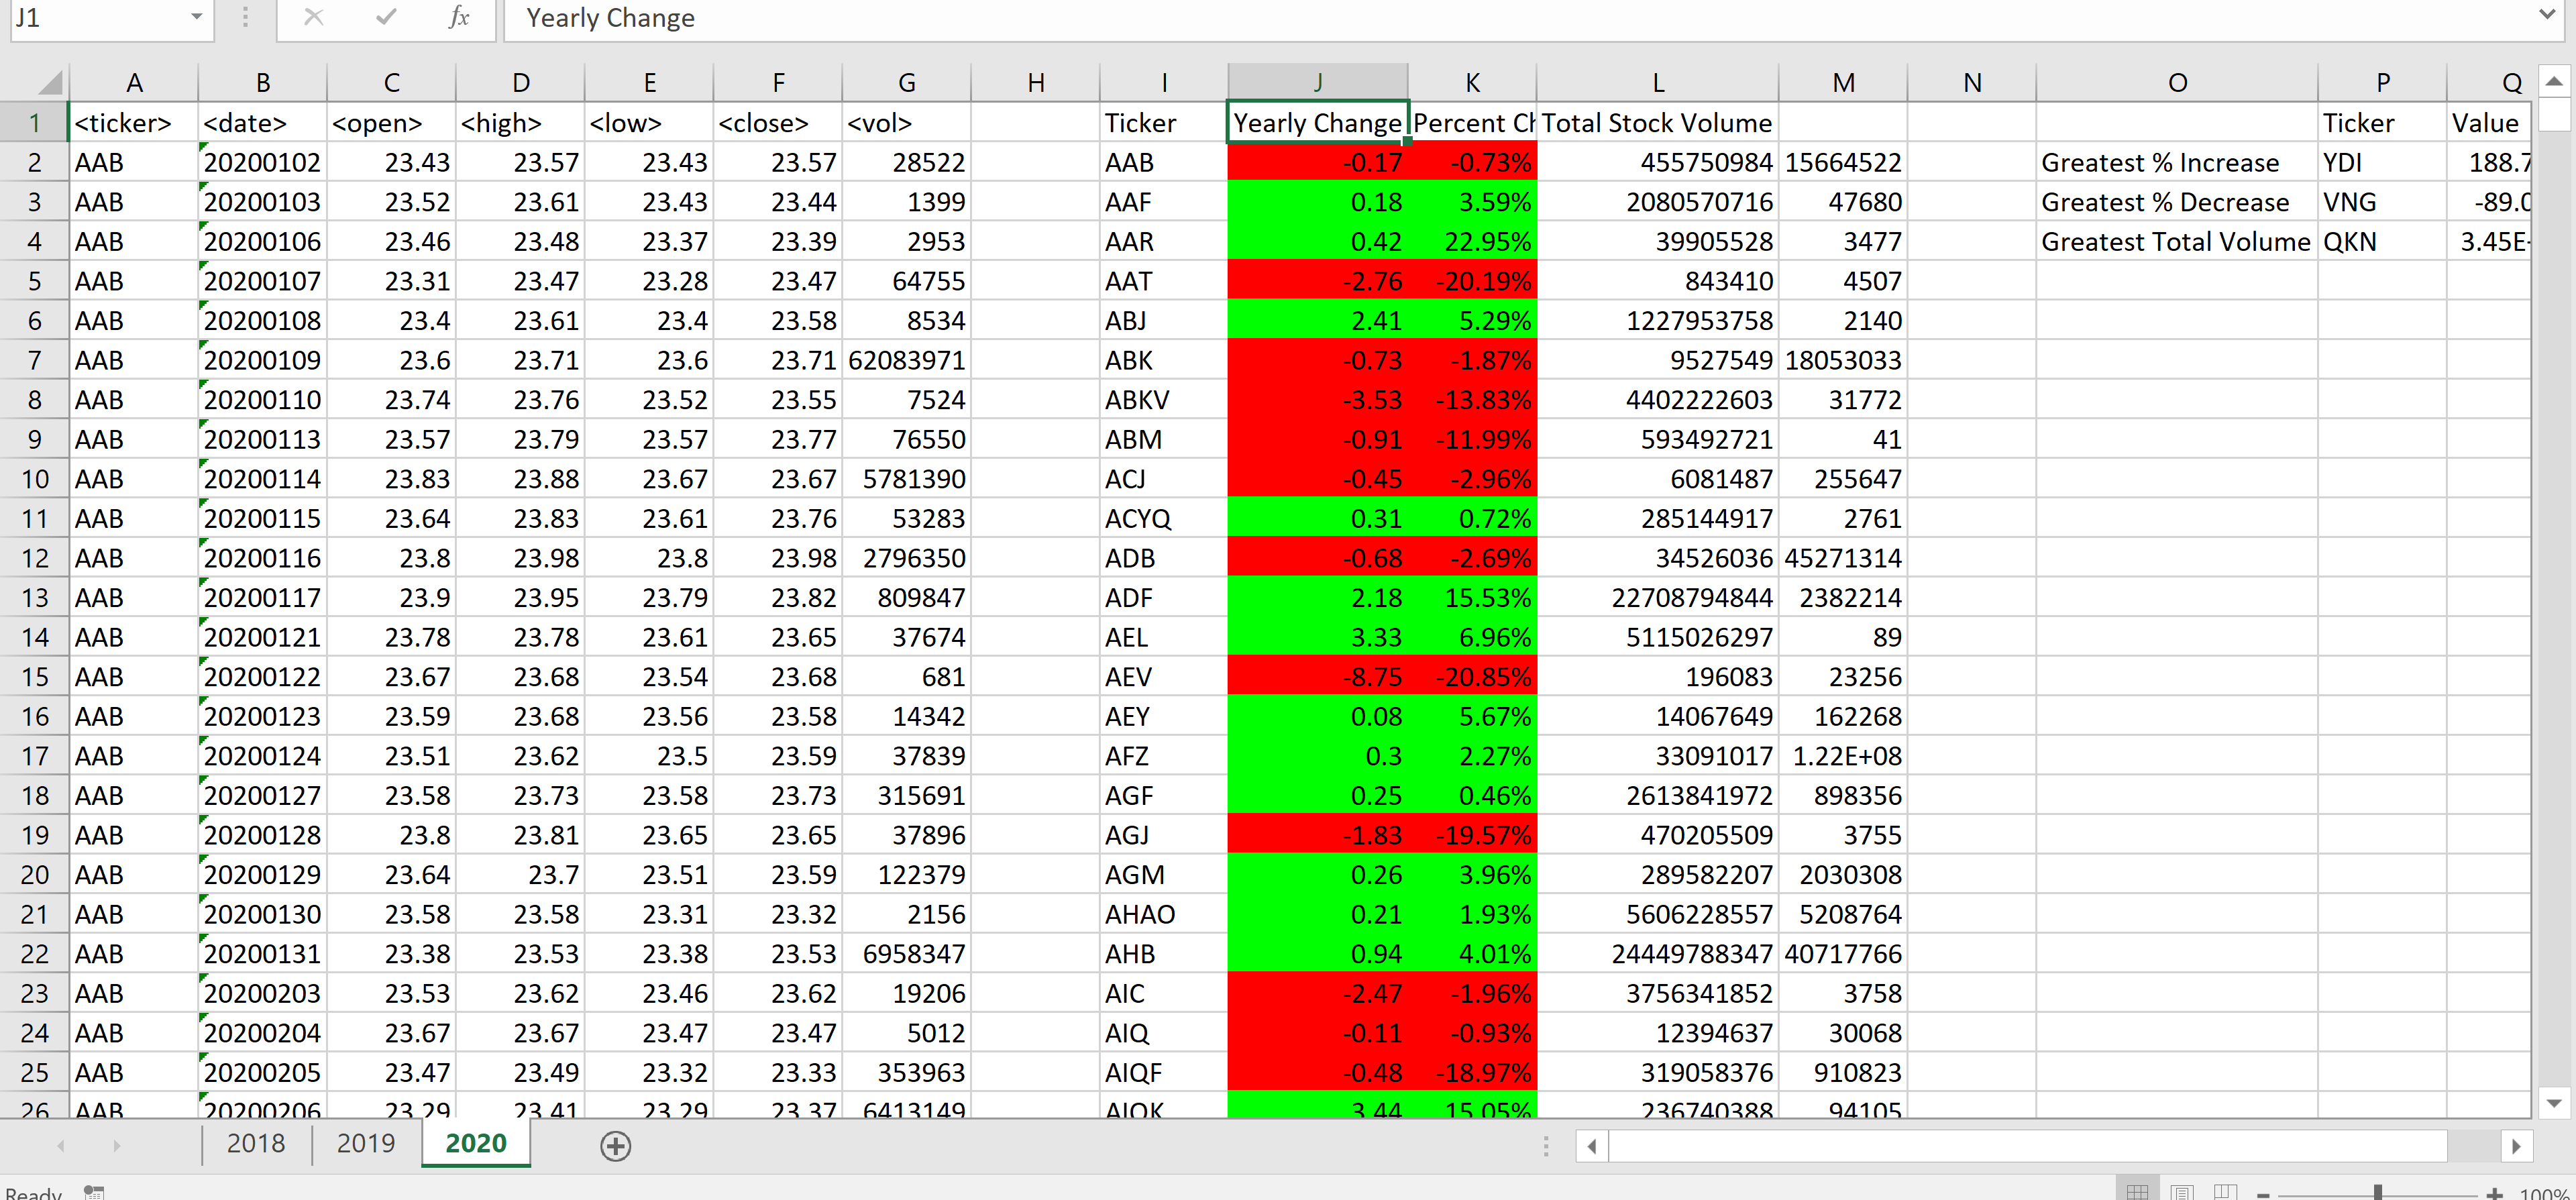 J1 fx Yearly Change
A B C D E F G H I J K L M N O P Q
1 <ticker> <date> <open> <high> <low> <close> <vol> Ticker Yearly Change Percent Ch Total Stock Volume Ticker Value
2 AAB 20200102 23.43 23.57 23.43 23.57 28522 AAB -0.17 -0.73% 455750984 15664522 Greatest % Increase YDI 188.7
3 AAB 20200103 23.52 23.61 23.43 23.44 1399 AAF 0.18 3.59% 2080570716 47680 Greatest % Decrease VNG -89.0
4 AAB 20200106 23.46 23.48 23.37 23.39 2953 AAR 0.42 22.95% 39905528 3477 Greatest Total Volume QKN 3.45E-
5 AAB 20200107 23.31 23.47 23.28 23.47 64755 AAT -2.76 -20.19% 843410 4507
6 AAB 20200108 23.4 23.61 23.4 23.58 8534 ABJ 2.41 5.29% 1227953758 2140
7 AAB 20200109 23.6 23.71 23.6 23.71 62083971 ABK -0.73 -1.87% 9527549 18053033
8 AAB 20200110 23.74 23.76 23.52 23.55 7524 ABKV -3.53 -13.83% 4402222603 31772
9 AAB 20200113 23.57 23.79 23.57 23.77 76550 ABM -0.91 -11.99% 593492721 41
10 AAB 20200114 23.83 23.88 23.67 23.67 5781390 ACJ -0.45 -2.96% 6081487 255647
11 AAB 20200115 23.64 23.83 23.61 23.76 53283 ACYQ 0.31 0.72% 285144917 2761
12 AAB 20200116 23.8 23.98 23.8 23.98 2796350 ADB -0.68 -2.69% 34526036 45271314
13 AAB 20200117 23.9 23.95 23.79 23.82 809847 ADF 2.18 15.53% 22708794844 2382214
14 AAB 20200121 23.78 23.78 23.61 23.65 37674 AEL 3.33 6.96% 5115026297 89
15 AAB 20200122 23.67 23.68 23.54 23.68 681 AEV -8.75 -20.85% 196083 23256
16 AAB 20200123 23.59 23.68 23.56 23.58 14342 AEY 0.08 5.67% 14067649 162268
17 AAB 20200124 23.51 23.62 23.5 23.59 37839 AFZ 0.3 2.27% 33091017 1.22E+08
18 AAB 20200127 23.58 23.73 23.58 23.73 315691 AGF 0.25 0.46% 2613841972 898356
19 AAB 20200128 23.8 23.81 23.65 23.65 37896 AGJ -1.83 -19.57% 470205509 3755
20 AAB 20200129 23.64 23.7 23.51 23.59 122379 AGM 0.26 3.96% 289582207 2030308
21 AAB 20200130 23.58 23.58 23.31 23.32 2156 AHAO 0.21 1.93% 5606228557 5208764
22 AAB 20200131 23.38 23.53 23.38 23.53 6958347 AHB 0.94 4.01% 24449788347 40717766
23 AAB 20200203 23.53 23.62 23.46 23.62 19206 AIC -2.47 -1.96% 3756341852 3758
24 AAB 20200204 23.67 23.67 23.47 23.47 5012 AIQ -0.11 -0.93% 12394637 30068
25 AAB 20200205 23.47 23.49 23.32 23.33 353963 AIQF -0.48 -18.97% 319058376 910823
26 AAB 20200206 23.29 23.41 23.29 23.37 6413149 AIOK 3.44 15.05% 236740388 94105
2018 2019 2020
Ready 100%